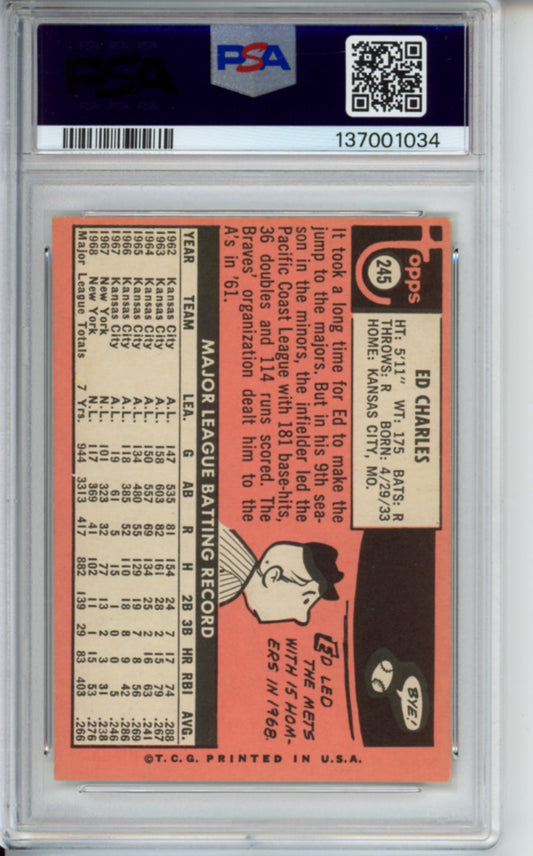 PSA
PSA
137001034
Topps
245
ED CHARLES
HT: 5'11" WT: 175 BATS: R
THROWS: R BORN: 4/29/33
HOME: KANSAS CITY, MO.
It took a long time for Ed to make the
jump to the majors. But in his 9th sea-
son in the minors, the infielder led the
Pacific Coast League with 181 base-hits,
36 doubles and 114 runs scored. The
Braves' organization dealt him to the
A's in '61.
BYE!
ED LED
THE METS
WITH 15 HOM-
ERS IN 1968.
MAJOR LEAGUE BATTING RECORD
YEAR TEAM LEA. G AB R H 2B 3B HR RBI AVG.
1962 Kansas City A.L. 147 535 81 154 24 7 17 74 .288
1963 Kansas City A.L. 158 603 82 161 28 2 15 79 .267
1964 Kansas City A.L. 150 557 69 134 25 2 16 63 .241
1965 Kansas City A.L. 134 480 55 129 19 7 8 56 .269
1966 Kansas City A.L. 118 385 52 110 18 8 9 42 .286
1967 Kansas City A.L. 19 61 5 15 1 0 0 5 .246
1967 New York N.L. 101 323 32 77 13 2 3 31 .238
1968 New York N.L. 117 369 41 102 11 1 15 53 .276
Major League Totals 7 Yrs. 944 3313 417 882 139 29 83 403 .266
©T.C.G. PRINTED IN U.S.A.